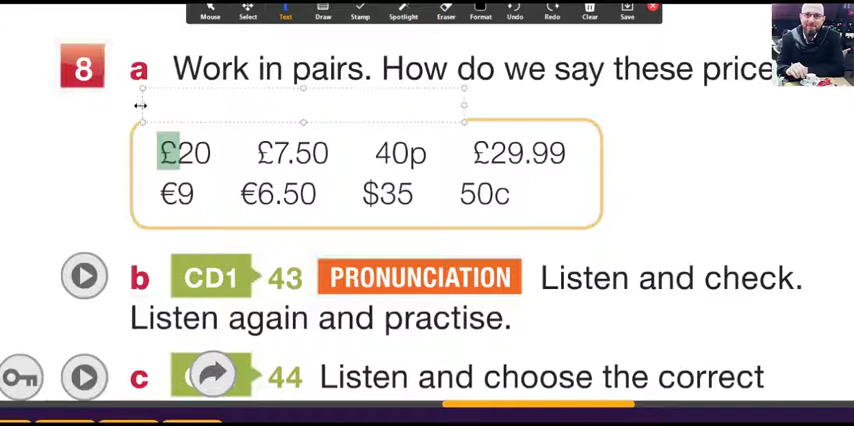 Mouse Select Text Draw Stamp Spotlight Eraser Format Undo Redo Clear Save
8 a Work in pairs. How do we say these price
£20 £7.50 40p £29.99
€9 €6.50 $35 50c
b CD1 43 PRONUNCIATION Listen and check.
Listen again and practise.
c 44 Listen and choose the correct